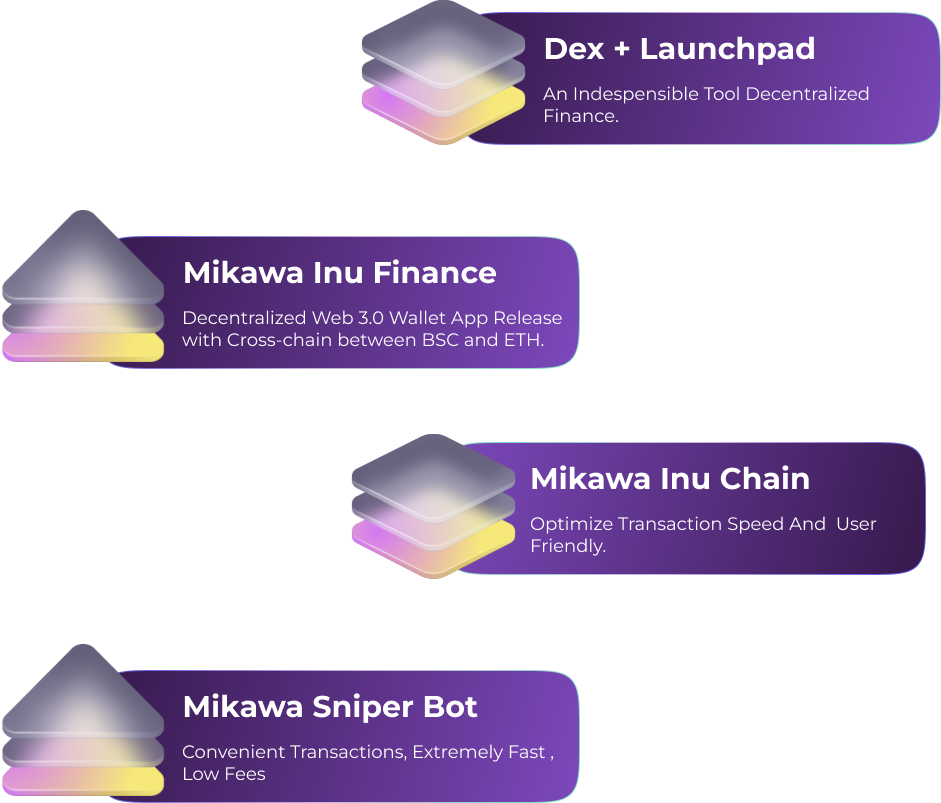 Dex + Launchpad
An Indespensible Tool Decentralized
Finance.
Mikawa Inu Finance
Decentralized Web 3.0 Wallet App Release
with Cross-chain between BSC and ETH.
Mikawa Inu Chain
Optimize Transaction Speed And  User
Friendly.
Mikawa Sniper Bot
Convenient Transactions, Extremely Fast ,
Low Fees